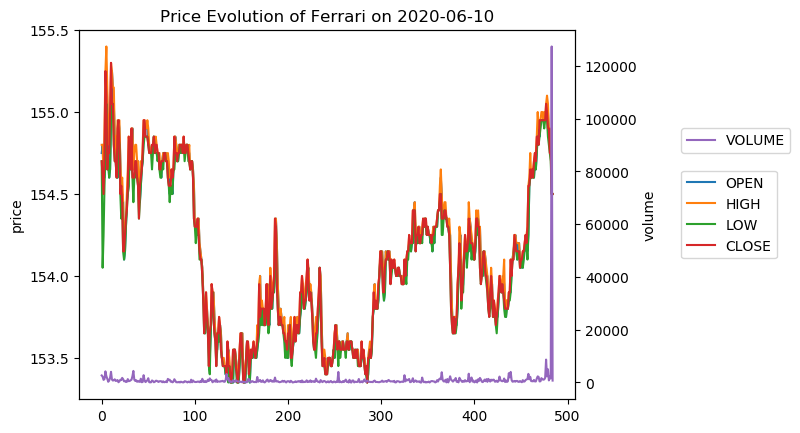 Price Evolution of Ferrari on 2020-06-10
price
155.5
155.0
154.5
154.0
153.5
0
100
200
300
400
500
120000
100000
80000
60000
40000
20000
0
volume
VOLUME
OPEN
HIGH
LOW
CLOSE